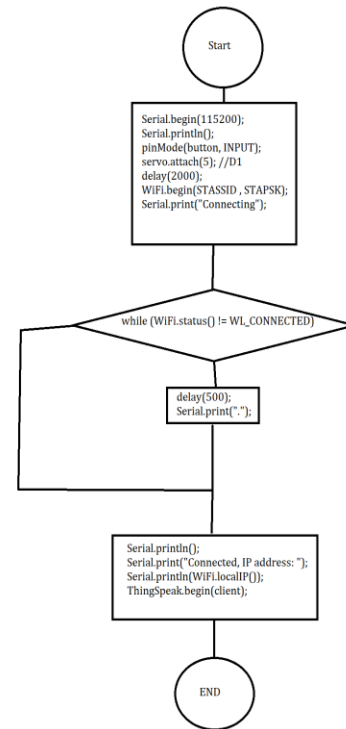 Start
Serial.begin(115200);
Serial.println();
pinMode(button, INPUT);
servo.attach(5); //D1
delay(2000);
WiFi.begin(STASSID , STAPSK);
Serial.print("Connecting");
while (WiFi.status() != WL_CONNECTED)
delay(500);
Serial.print(".");
Serial.println();
Serial.print("Connected, IP address: ");
Serial.println(WiFi.localIP());
ThingSpeak.begin(client);
END